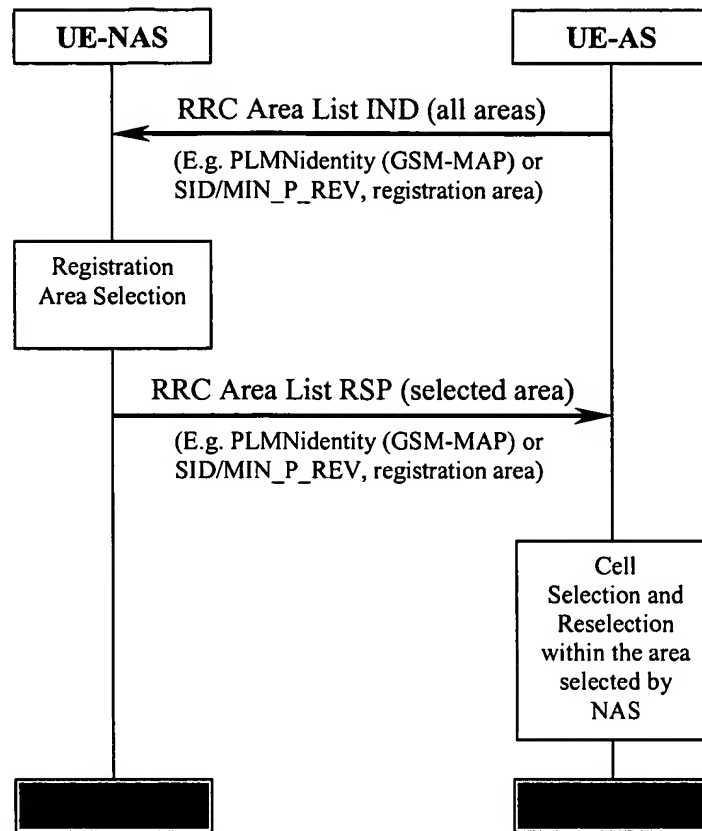 UE-NAS
UE-AS
RRC Area List IND (all areas)
(E.g. PLMNidentity (GSM-MAP) or
SID/MIN_P_REV, registration area)
Registration
Area Selection
RRC Area List RSP (selected area)
(E.g. PLMNidentity (GSM-MAP) or
SID/MIN_P_REV, registration area)
Cell
Selection and
Reselection
within the area
selected by
NAS